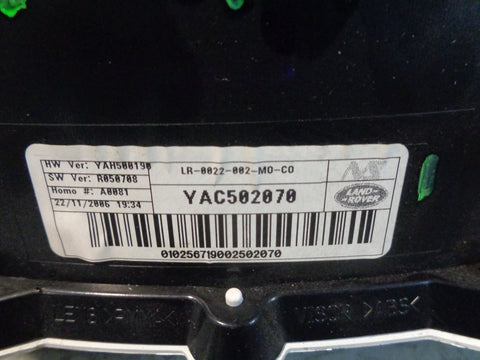 HW Ver: YAH500190
SW Ver: R050708
Homo #: A0081
22/11/2006 19:34
LR-0022-002-MO-CO
YAC502070
LAND-
ROVER
010256719002502070